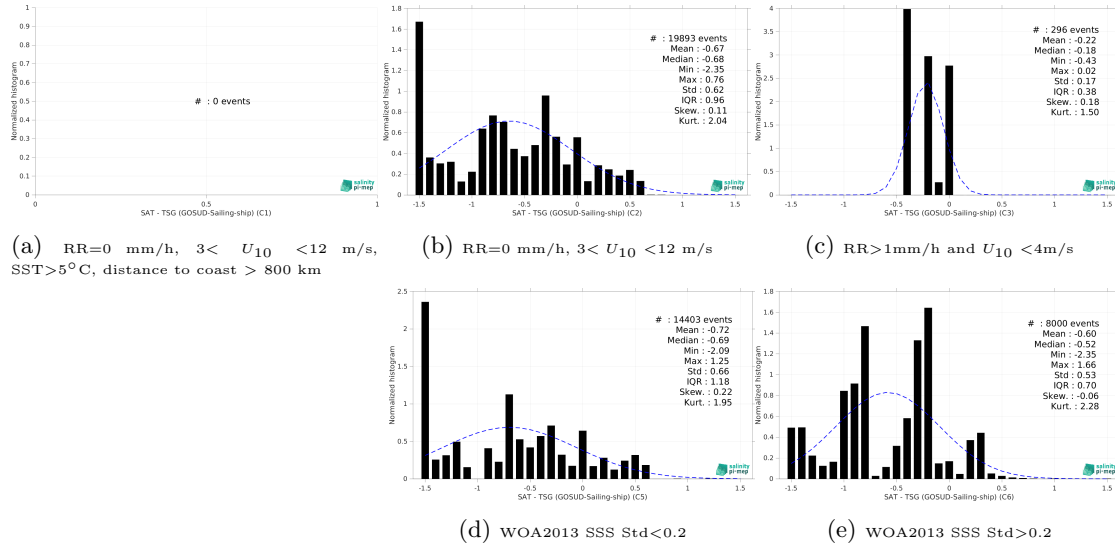 1
0.9
0.8
0.7
0.6
0.5
0.4
0.3
0.2
0.1
0
Normalized histogram
# : 0 events
0 0.5 1
SAT - TSG (GOSUD-Sailing-ship) (C1)
salinity
pi-mep
(a) RR=0 mm/h, 3< U10 <12 m/s,
SST>5°C, distance to coast > 800 km
1.8
1.6
1.4
1.2
1
0.8
0.6
0.4
0.2
0
Normalized histogram
# : 19893 events
Mean : -0.67
Median : -0.68
Min : -2.35
Max : 0.76
Std : 0.62
IQR : 0.96
Skew. : 0.11
Kurt. : 2.04
-1.5 -1 -0.5 0 0.5 1 1.5
SAT - TSG (GOSUD-Sailing-ship) (C2)
salinity
pi-mep
(b) RR=0 mm/h, 3< U10 <12 m/s
4
3.5
3
2.5
2
1.5
1
0.5
0
Normalized histogram
# : 296 events
Mean : -0.22
Median : -0.18
Min : -0.43
Max : 0.02
Std : 0.17
IQR : 0.38
Skew. : 0.18
Kurt. : 1.50
-1.5 -1 -0.5 0 0.5 1 1.5
SAT - TSG (GOSUD-Sailing-ship) (C3)
salinity
pi-mep
(c) RR>1mm/h and U10 <4m/s
2.5
2
1.5
1
0.5
0
Normalized histogram
# : 14403 events
Mean : -0.72
Median : -0.69
Min : -2.09
Max : 1.25
Std : 0.66
IQR : 1.18
Skew. : 0.22
Kurt. : 1.95
-1.5 -1 -0.5 0 0.5 1 1.5
SAT - TSG (GOSUD-Sailing-ship) (C5)
salinity
pi-mep
(d) WOA2013 SSS Std<0.2
1.8
1.6
1.4
1.2
1
0.8
0.6
0.4
0.2
0
Normalized histogram
# : 8000 events
Mean : -0.60
Median : -0.52
Min : -2.35
Max : 1.66
Std : 0.53
IQR : 0.70
Skew. : -0.06
Kurt. : 2.28
-1.5 -1 -0.5 0 0.5 1 1.5
SAT - TSG (GOSUD-Sailing-ship) (C6)
salinity
pi-mep
(e) WOA2013 SSS Std>0.2